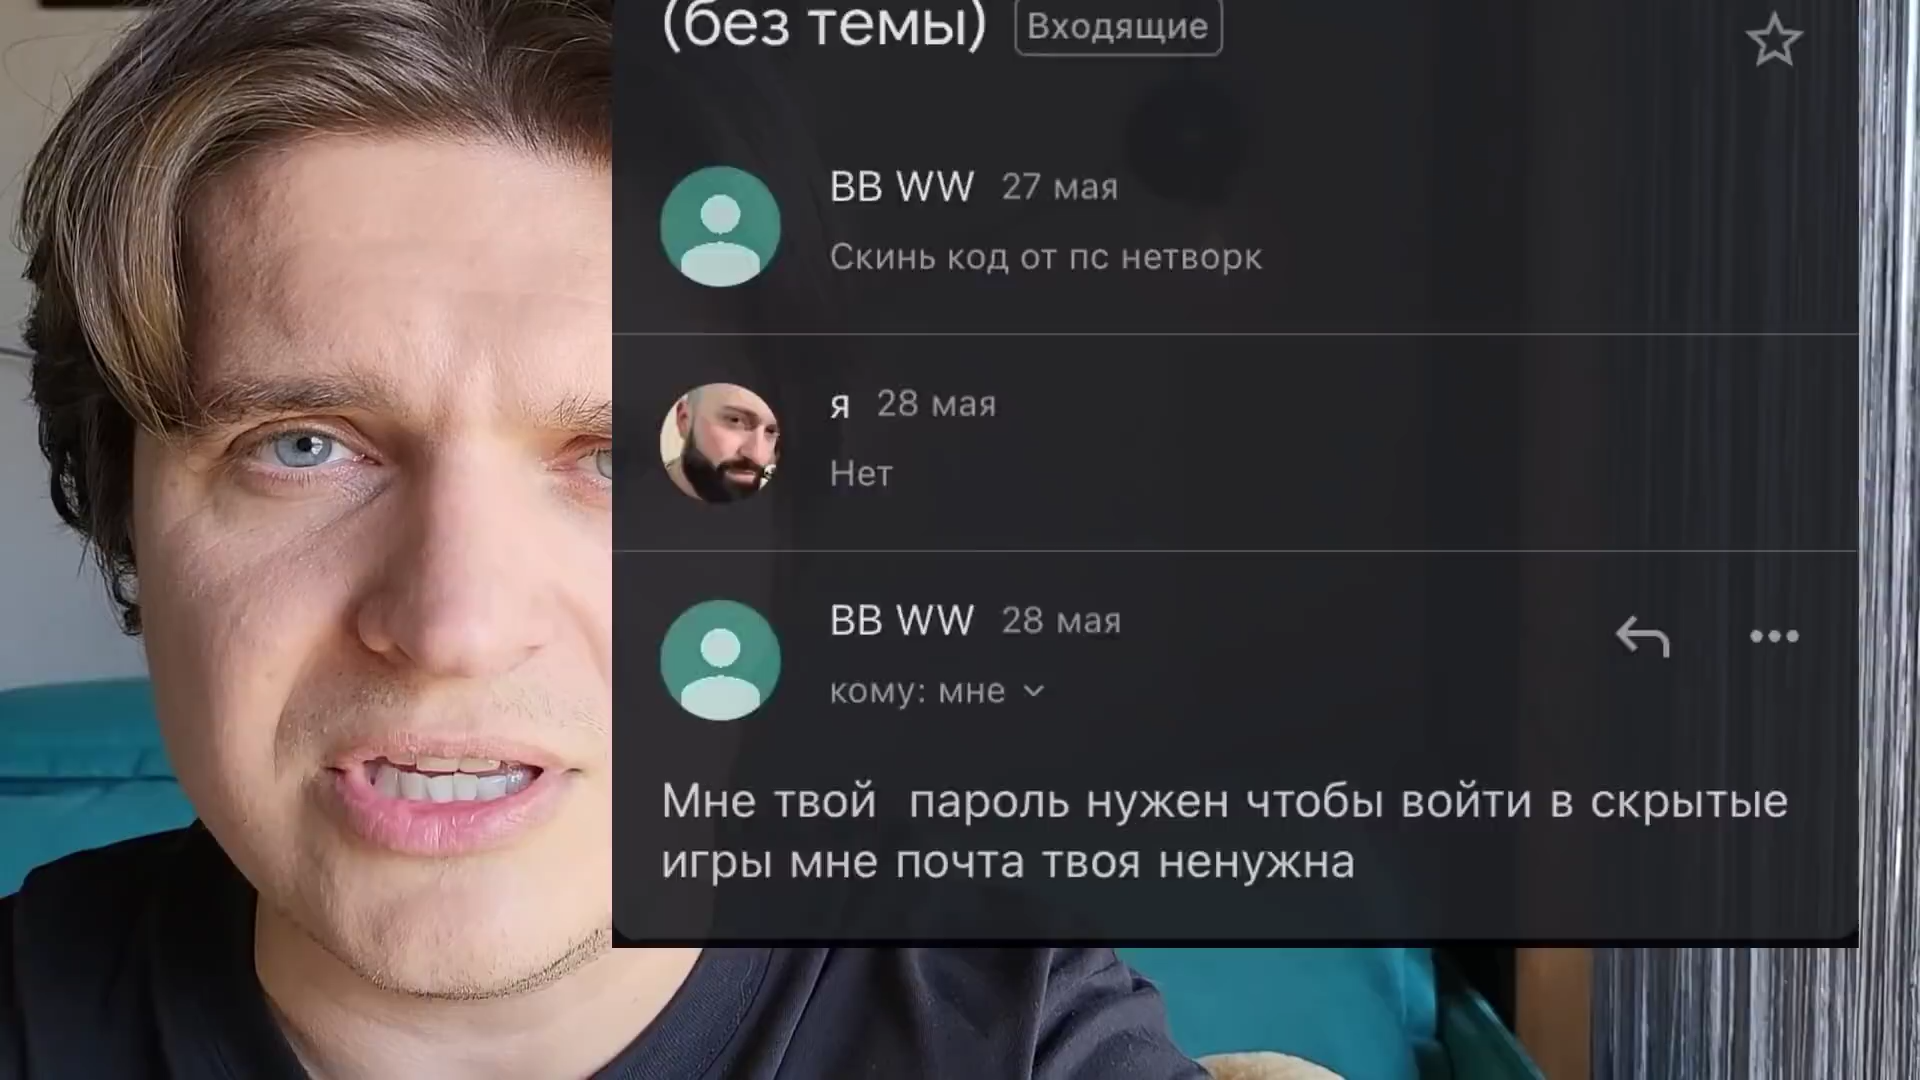 (без темы) Входящие
BB WW 27 мая
Скинь код от пс нетворк
я 28 мая
Нет
BB WW 28 мая
кому: мне
Мне твой пароль нужен чтобы войти в скрытые
игры мне почта твоя ненужна